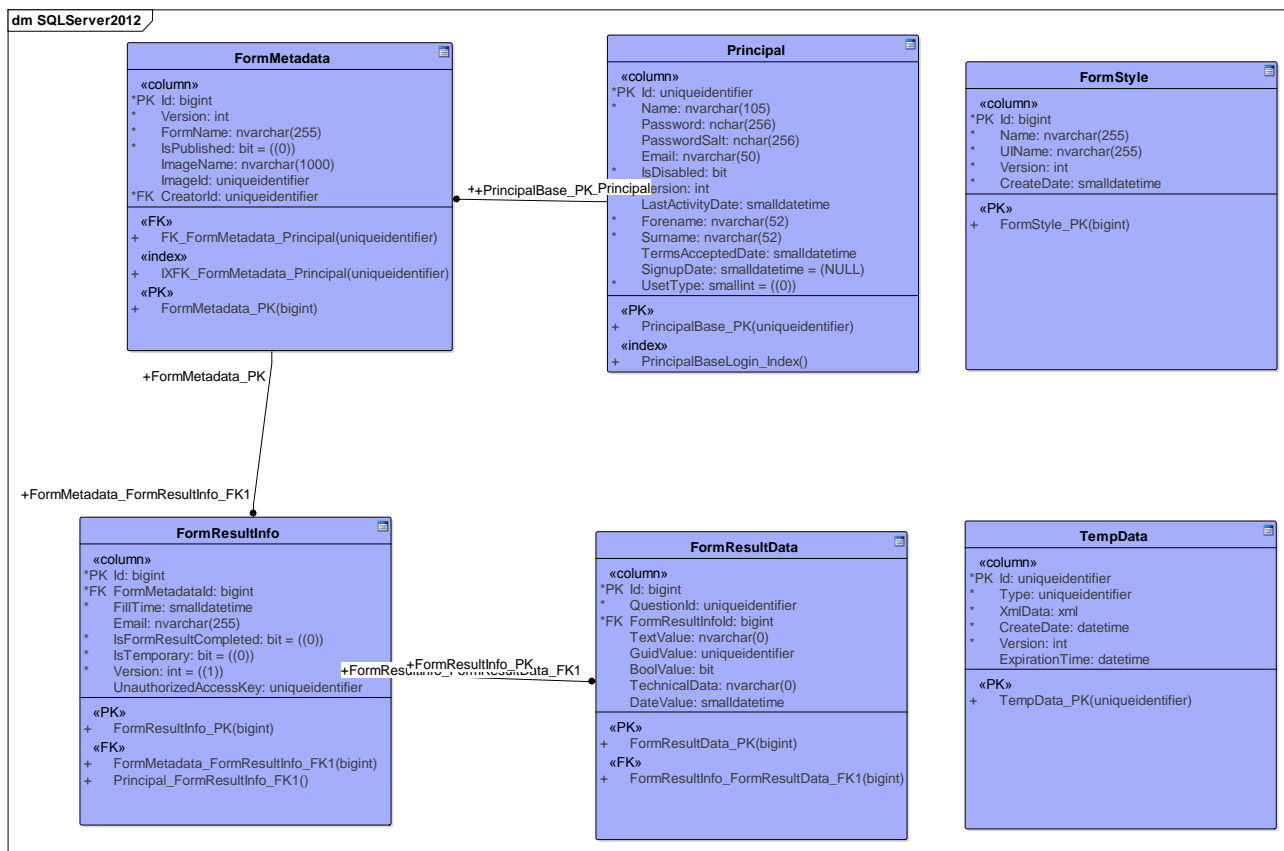 dm SQLServer2012
FormMetadata
«column»
*PK Id: bigint
* Version: int
* FormName: nvarchar(255)
* IsPublished: bit = ((0))
ImageName: nvarchar(1000)
ImageId: uniqueidentifier
*FK CreatorId: uniqueidentifier
«FK»
+ FK_FormMetadata_Principal(uniqueidentifier)
«index»
+ IXFK_FormMetadata_Principal(uniqueidentifier)
«PK»
+ FormMetadata_PK(bigint)
Principal
«column»
*PK Id: uniqueidentifier
* Name: nvarchar(105)
Password: nchar(256)
PasswordSalt: nchar(256)
Email: nvarchar(50)
* IsDisabled: bit
ersion: int
LastActivityDate: smalldatetime
* Forename: nvarchar(52)
* Surname: nvarchar(52)
TermsAcceptedDate: smalldatetime
SignupDate: smalldatetime = (NULL)
* UsetType: smallint = ((0))
«PK»
+ PrincipalBase_PK(uniqueidentifier)
«index»
+ PrincipalBaseLogin_Index()
++PrincipalBase_PK_Principal
FormStyle
«column»
*PK Id: bigint
* Name: nvarchar(255)
* UIName: nvarchar(255)
* Version: int
* CreateDate: smalldatetime
«PK»
+ FormStyle_PK(bigint)
+FormMetadata_PK
+FormMetadata_FormResultInfo_FK1
FormResultInfo
«column»
*PK Id: bigint
*FK FormMetadataId: bigint
* FillTime: smalldatetime
Email: nvarchar(255)
* IsFormResultCompleted: bit = ((0))
* IsTemporary: bit = ((0))
* Version: int = ((1))
UnauthorizedAccessKey: uniqueidentifier
«PK»
+ FormResultInfo_PK(bigint)
«FK»
+ FormMetadata_FormResultInfo_FK1(bigint)
+ Principal_FormResultInfo_FK1()
+FormResultInfo_PK
+FormResultInfo_FormResultData_FK1
FormResultData
«column»
*PK Id: bigint
* QuestionId: uniqueidentifier
*FK FormResultInfoId: bigint
TextValue: nvarchar(0)
GuidValue: uniqueidentifier
BoolValue: bit
TechnicalData: nvarchar(0)
DateValue: smalldatetime
«PK»
+ FormResultData_PK(bigint)
«FK»
+ FormResultInfo_FormResultData_FK1(bigint)
TempData
«column»
*PK Id: uniqueidentifier
* Type: uniqueidentifier
* XmlData: xml
* CreateDate: datetime
* Version: int
ExpirationTime: datetime
«PK»
+ TempData_PK(uniqueidentifier)